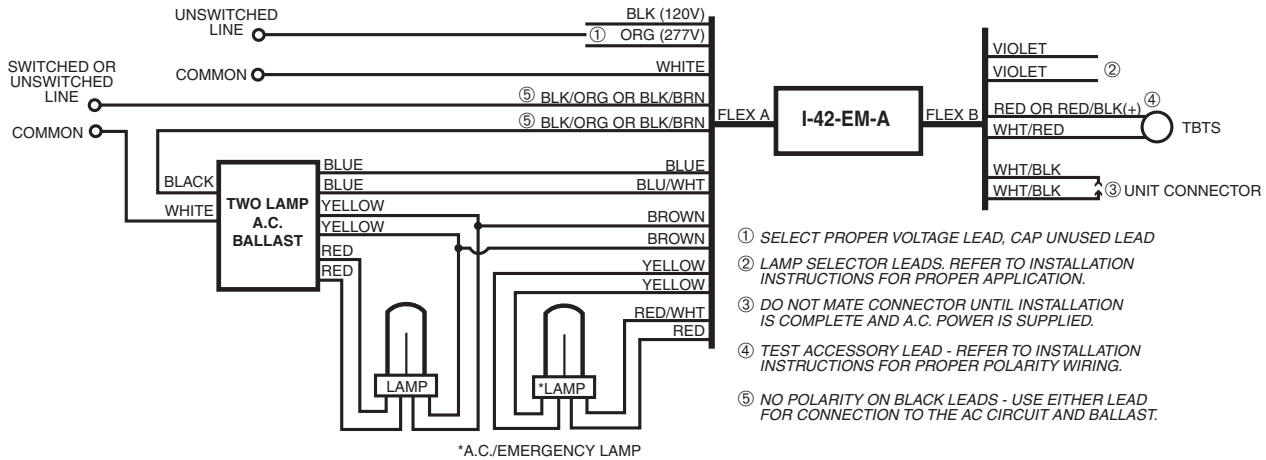 UNSWITCHED
LINE
BLK (120V)
① ORG (277V)
COMMON
WHITE
SWITCHED OR
UNSWITCHED
LINE
⑤ BLK/ORG OR BLK/BRN
COMMON
⑤ BLK/ORG OR BLK/BRN
FLEX A
I-42-EM-A
FLEX B
VIOLET
VIOLET
②
RED OR RED/BLK(+)
④
WHT/RED
TBTS
WHT/BLK
WHT/BLK
③ UNIT CONNECTOR
BLACK
WHITE
TWO LAMP
A.C.
BALLAST
BLUE
BLUE
YELLOW
YELLOW
RED
RED
BLUE
BLU/WHT
BROWN
BROWN
YELLOW
YELLOW
RED/WHT
RED
LAMP
*LAMP
*A.C./EMERGENCY LAMP
① SELECT PROPER VOLTAGE LEAD, CAP UNUSED LEAD
② LAMP SELECTOR LEADS. REFER TO INSTALLATION
INSTRUCTIONS FOR PROPER APPLICATION.
③ DO NOT MATE CONNECTOR UNTIL INSTALLATION
IS COMPLETE AND A.C. POWER IS SUPPLIED.
④ TEST ACCESSORY LEAD - REFER TO INSTALLATION
INSTRUCTIONS FOR PROPER POLARITY WIRING.
⑤ NO POLARITY ON BLACK LEADS - USE EITHER LEAD
FOR CONNECTION TO THE AC CIRCUIT AND BALLAST.